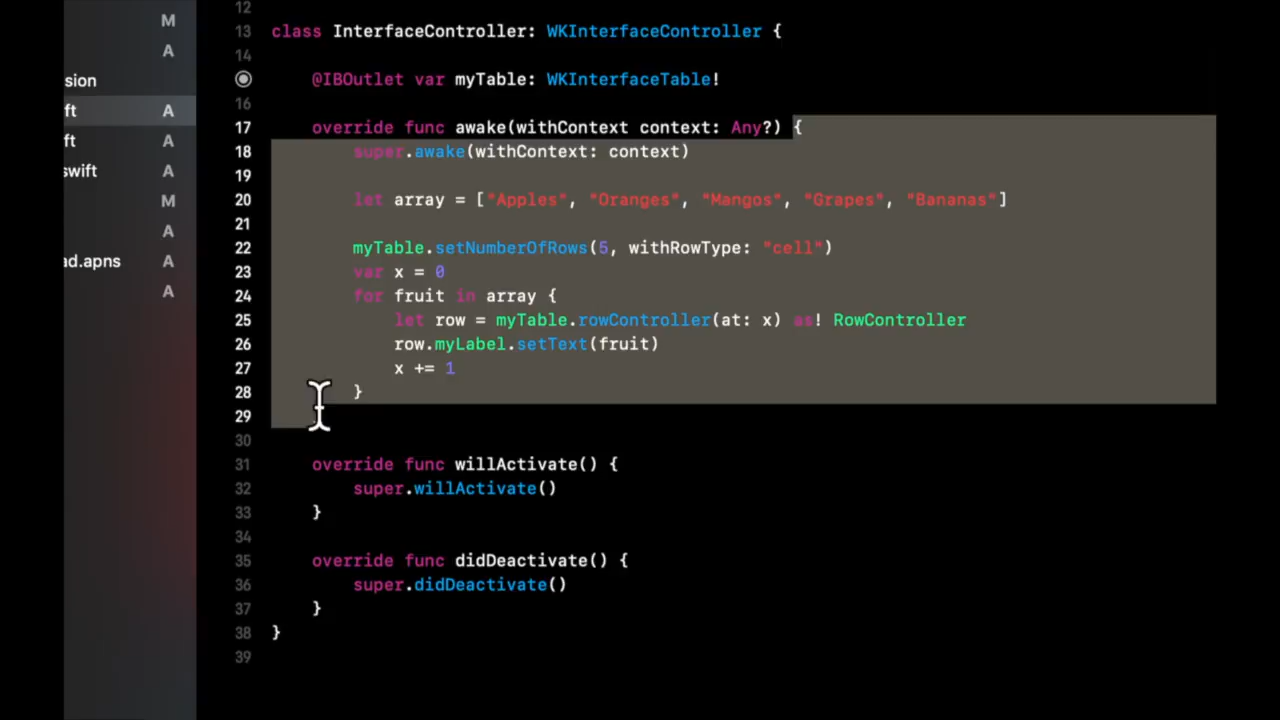 M
A
sion
ft A
ft A
swift A
M
A
ad.apns A
A
12
13 class InterfaceController: WKInterfaceController {
14
@IBOutlet var myTable: WKInterfaceTable!
16
17 override func awake(withContext context: Any?) {
18 super.awake(withContext: context)
19
20 let array = ["Apples", "Oranges", "Mangos", "Grapes", "Bananas"]
21
22 myTable.setNumberOfRows(5, withRowType: "cell")
23 var x = 0
24 for fruit in array {
25 let row = myTable.rowController(at: x) as! RowController
26 row.myLabel.setText(fruit)
27 x += 1
28 }
29
30
31 override func willActivate() {
32 super.willActivate()
33 }
34
35 override func didDeactivate() {
36 super.didDeactivate()
37 }
38 }
39